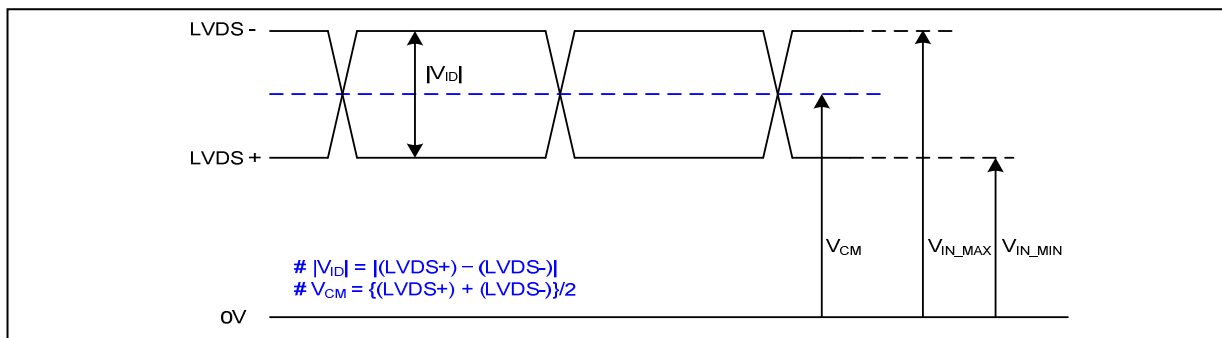 LVDS -
|VID|
LVDS +
VCM
VIN_MAX
VIN_MIN
# |VID| = |(LVDS+) – (LVDS-)|
# VCM = {(LVDS+) + (LVDS-)}/2
0V